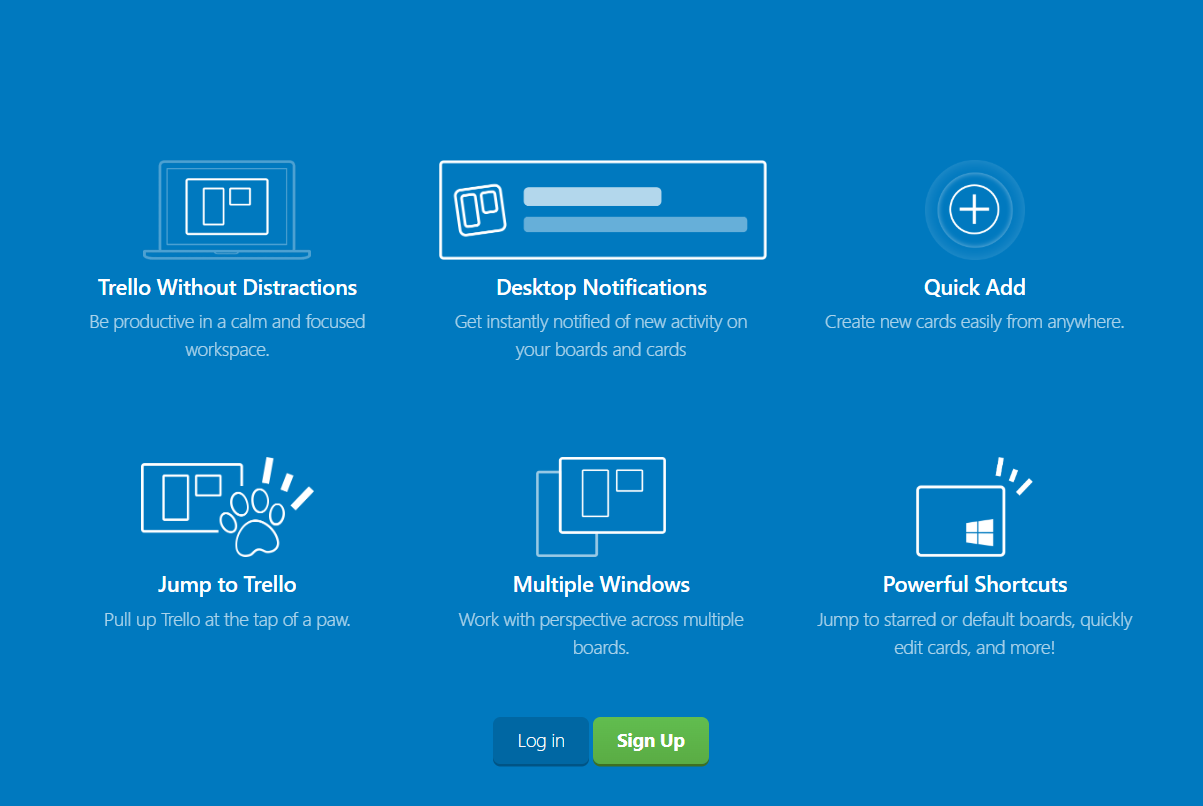 Trello Without Distractions
Be productive in a calm and focused
workspace.
Desktop Notifications
Get instantly notified of new activity on
your boards and cards
Quick Add
Create new cards easily from anywhere.
Jump to Trello
Pull up Trello at the tap of a paw.
Multiple Windows
Work with perspective across multiple
boards.
Powerful Shortcuts
Jump to starred or default boards, quickly
edit cards, and more!
Log in
Sign Up